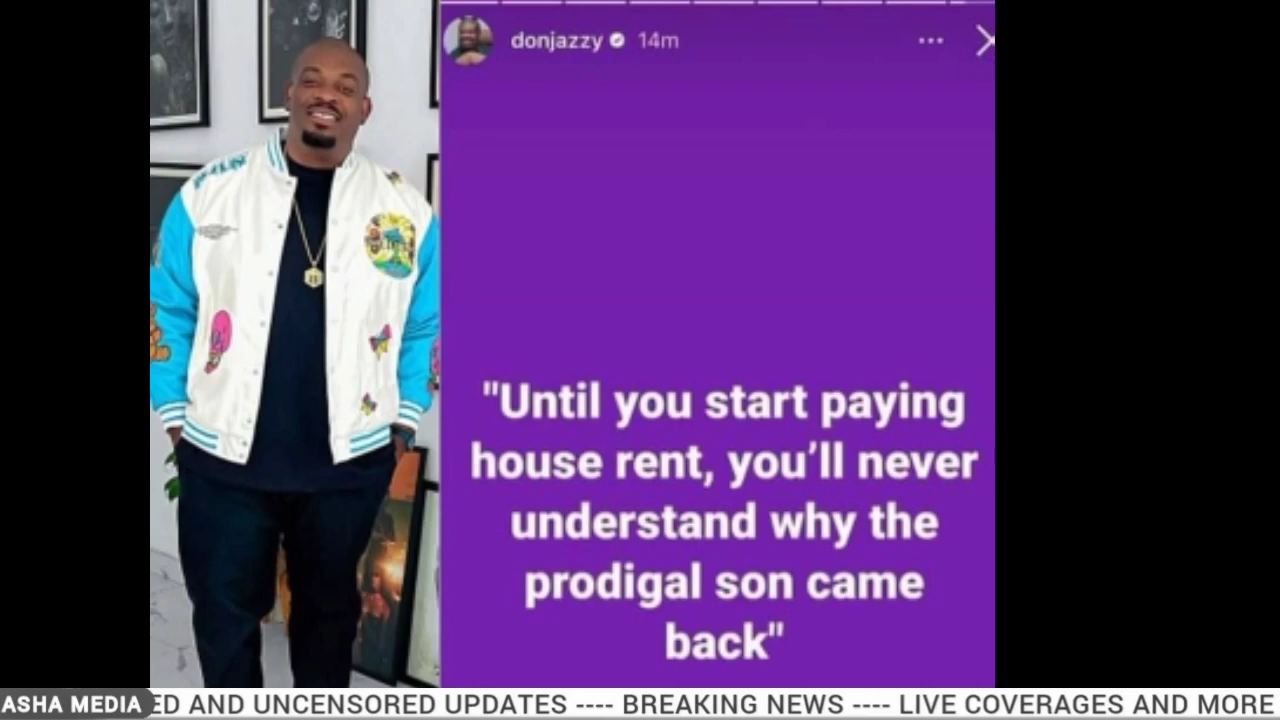 donjazzy 14m
"Until you start paying
house rent, you'll never
understand why the
prodigal son came
back"
ASHA MEDIA
ED AND UNCENSORED UPDATES ---- BREAKING NEWS ---- LIVE COVERAGES AND MORE